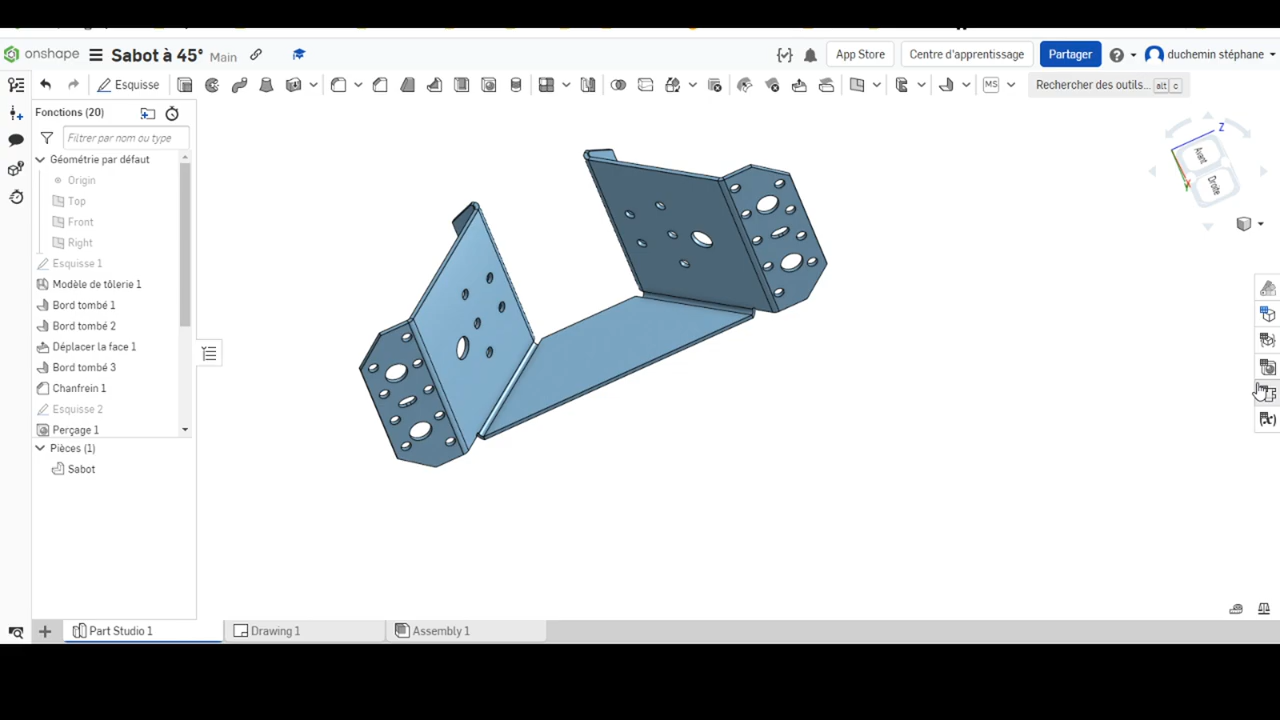 onshape Sabot à 45° Main App Store Centre d'apprentissage Partager duchemin stéphane
Esquisse Rechercher des outils... alt c
Fonctions (20)
Filtrer par nom ou type
Géométrie par défaut
Origin
Top
Front
Right
Esquisse 1
Modèle de tôlerie 1
Bord tombé 1
Bord tombé 2
Déplacer la face 1
Bord tombé 3
Chanfrein 1
Esquisse 2
Perçage 1
Pièces (1)
Sabot
Z
Avant
Droite
X
Part Studio 1 Drawing 1 Assembly 1